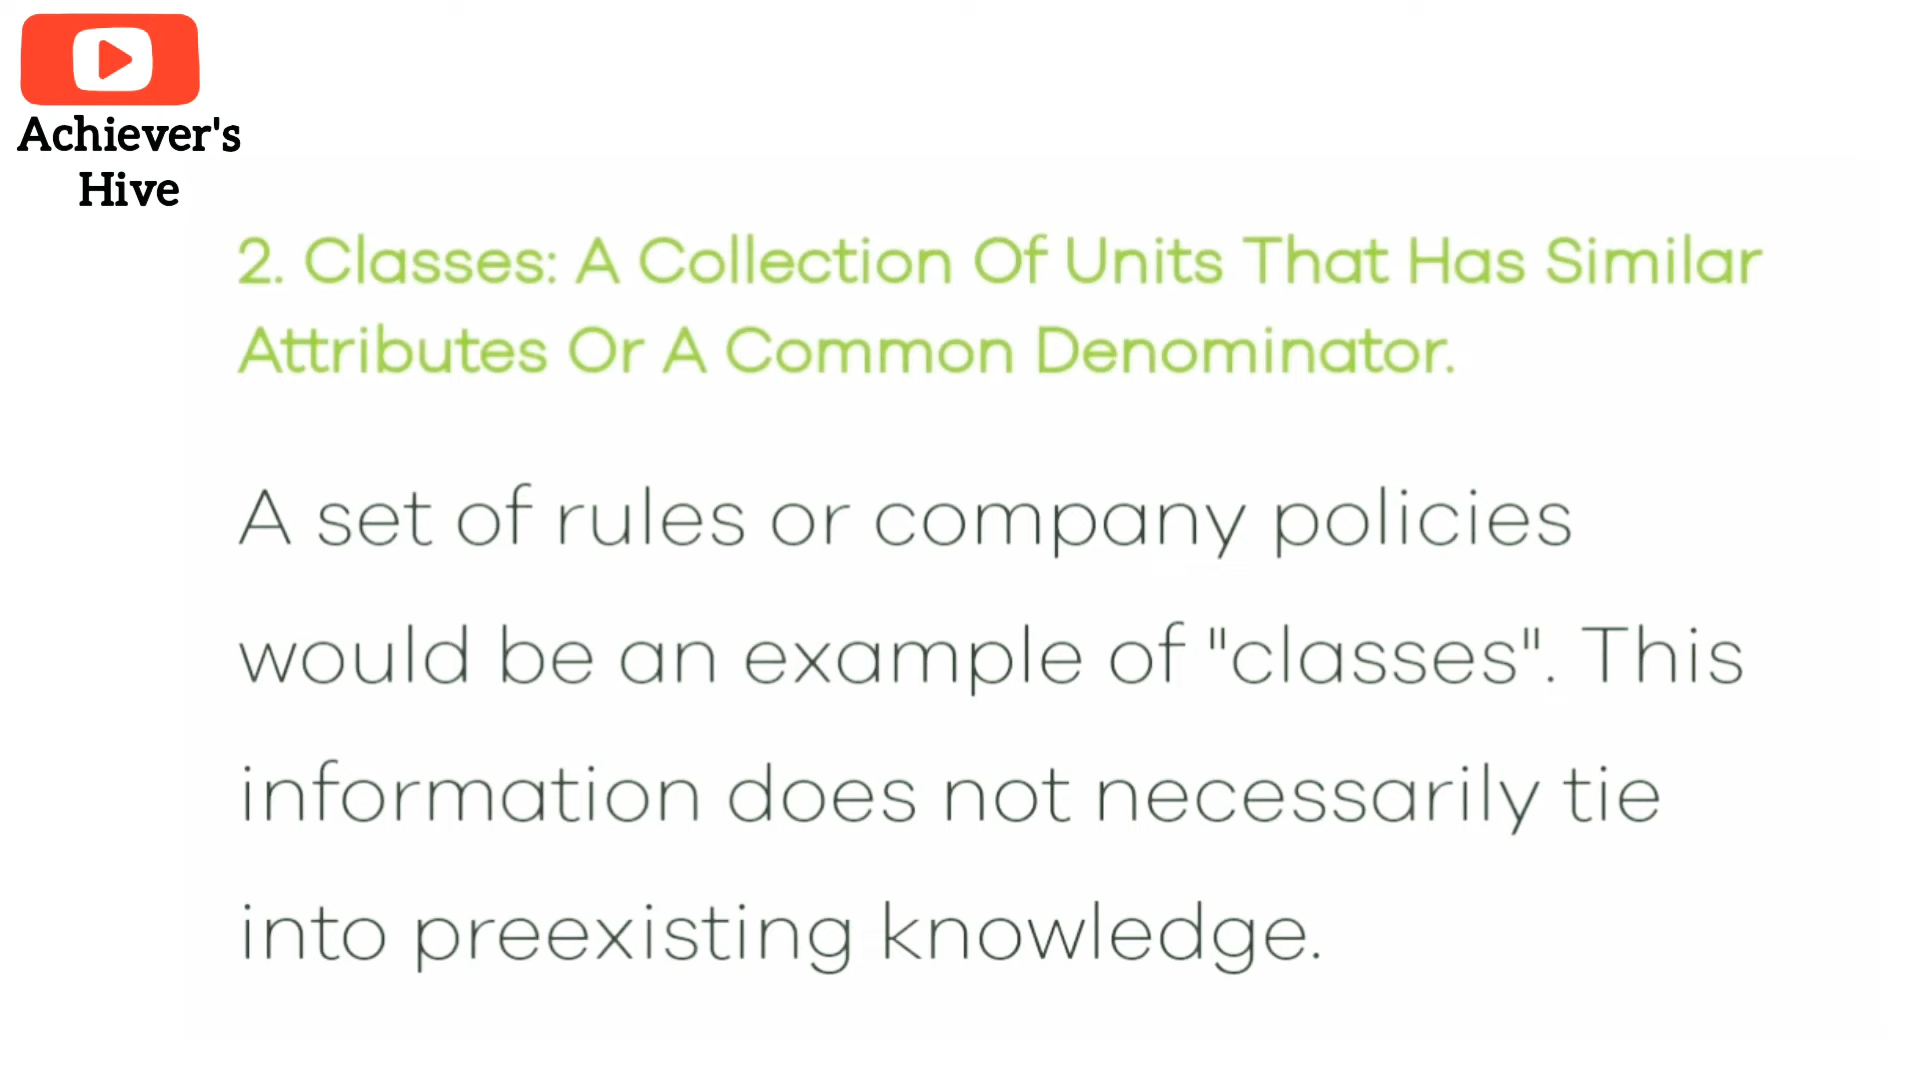 Achiever's
Hive
2. Classes: A Collection Of Units That Has Similar
Attributes Or A Common Denominator.
A set of rules or company policies
would be an example of "classes". This
information does not necessarily tie
into preexisting knowledge.